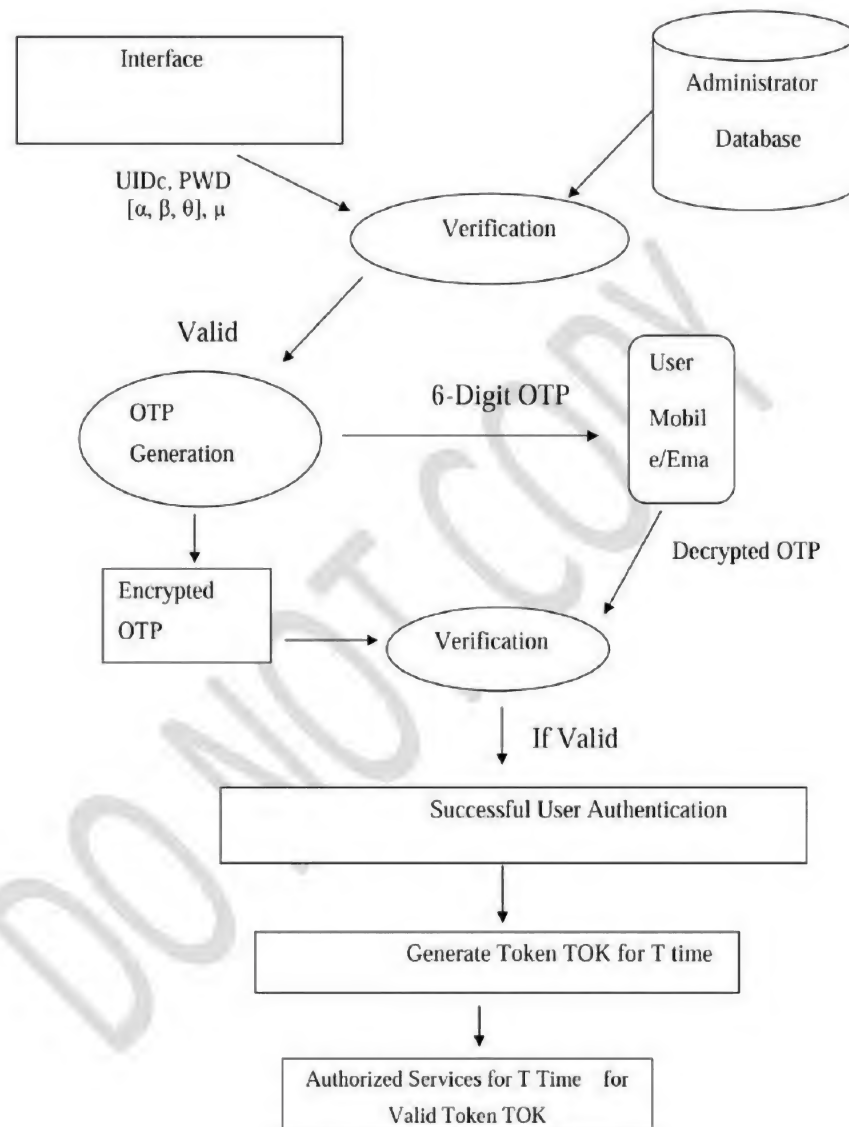 Interface
Administrator
Database
UIDc, PWD
[α, β, θ], μ
Verification
Valid
OTP
Generation
6-Digit OTP
User
Mobil
e/Ema
Decrypted OTP
Encrypted
OTP
Verification
If Valid
Successful User Authentication
Generate Token TOK for T time
Authorized Services for T Time for
Valid Token TOK
DO NOT COPY